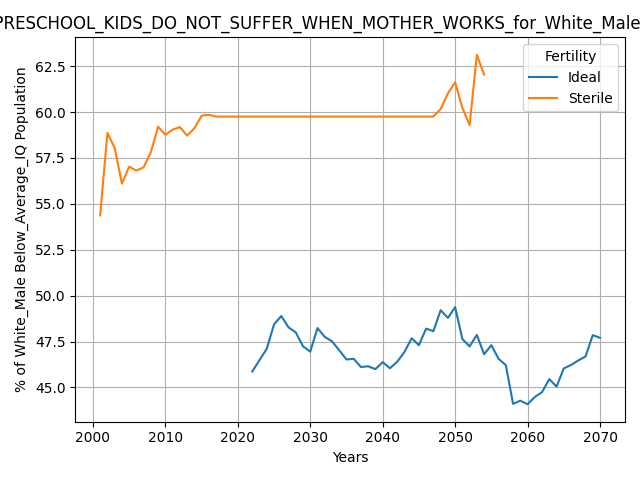 PRESCHOOL_KIDS_DO_NOT_SUFFER_WHEN_MOTHER_WORKS_for_White_Male
% of White_Male Below_Average_IQ Population
62.5
60.0
57.5
55.0
52.5
50.0
47.5
45.0
Fertility
Ideal
Sterile
2000 2010 2020 2030 2040 2050 2060 2070
Years